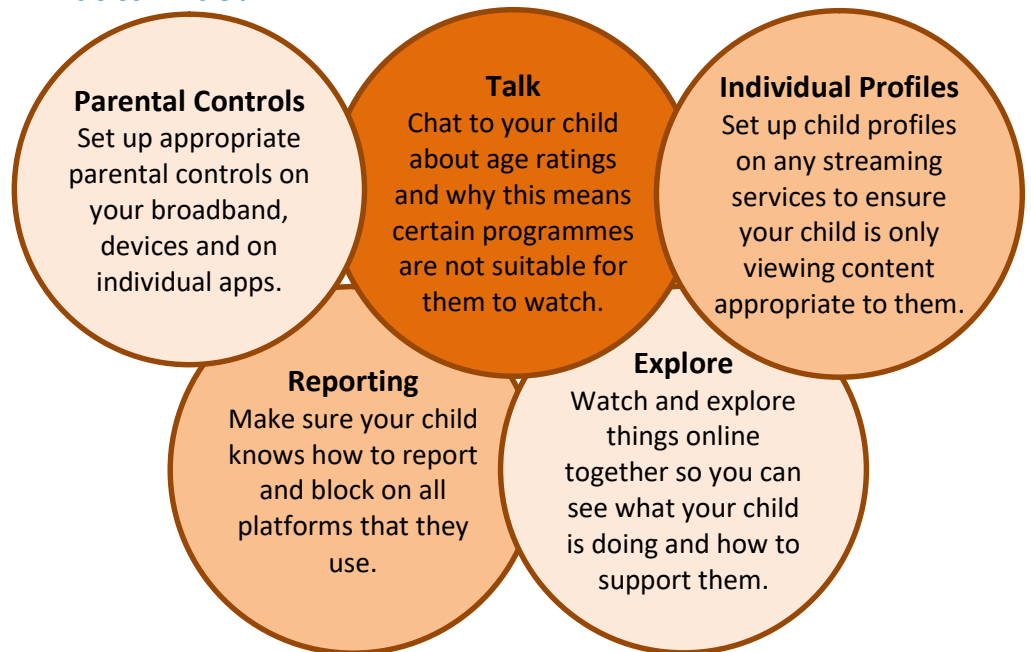 Parental Controls
Set up appropriate
parental controls on
your broadband,
devices and on
individual apps.
Talk
Chat to your child
about age ratings
and why this means
certain programmes
are not suitable for
them to watch.
Individual Profiles
Set up child profiles
on any streaming
services to ensure
your child is only
viewing content
appropriate to them.
Reporting
Make sure your child
knows how to report
and block on all
platforms that they
use.
Explore
Watch and explore
things online
together so you can
see what your child
is doing and how to
support them.